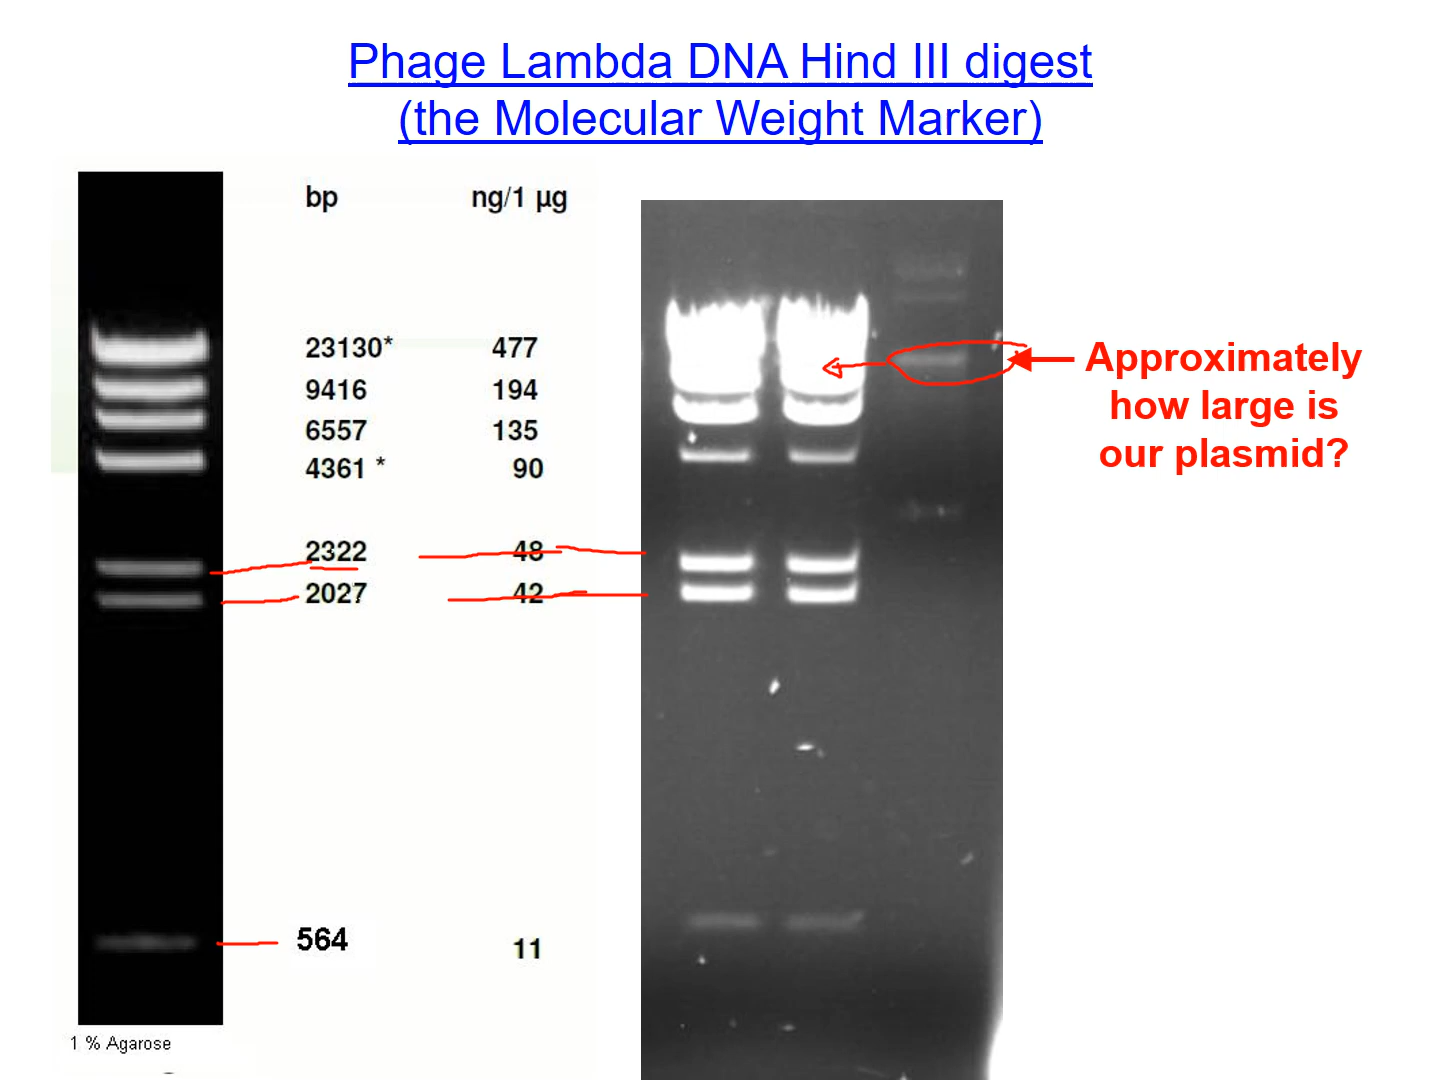 Phage Lambda DNA Hind III digest
(the Molecular Weight Marker)
bp ng/1 µg
23130* 477
9416 194
6557 135
4361 * 90
2322 48
2027 42
564 11
1 % Agarose
Approximately
how large is
our plasmid?